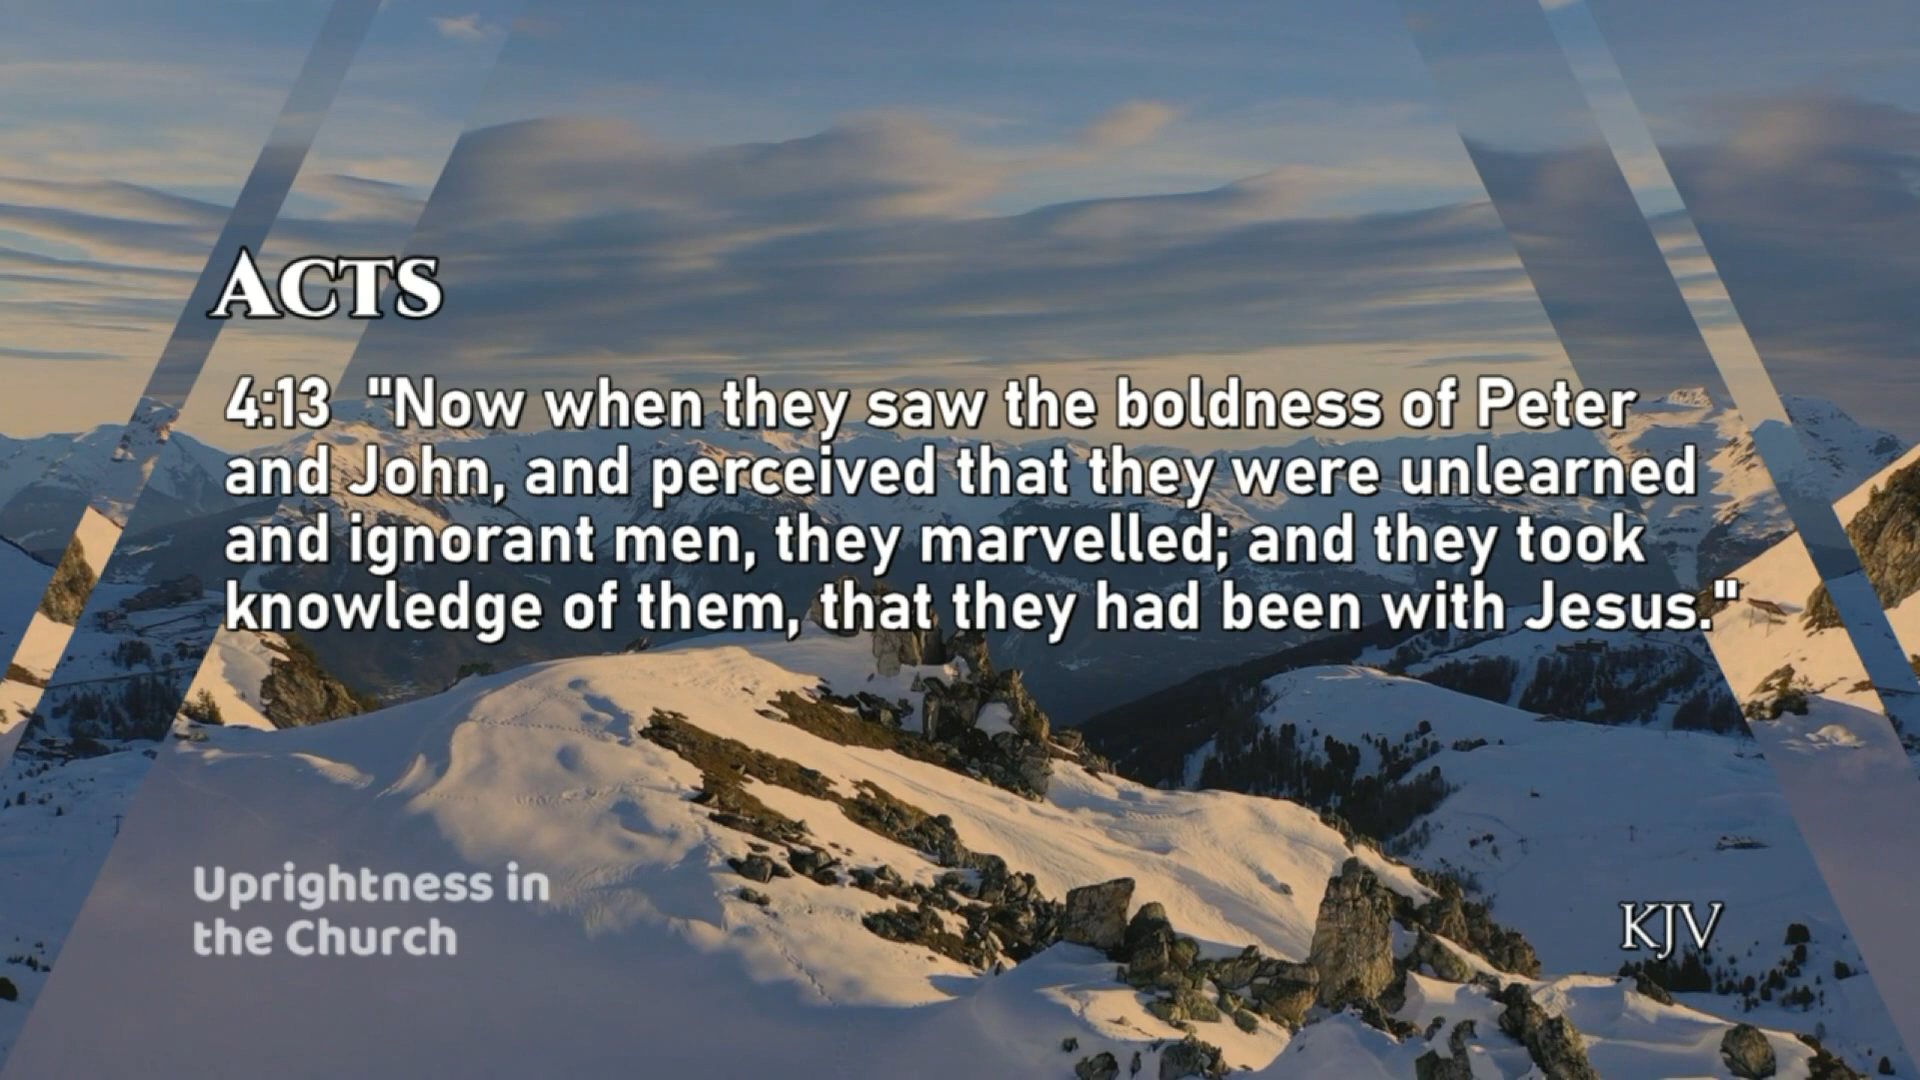 Acts
4:13 "Now when they saw the boldness of Peter
and John, and perceived that they were unlearned
and ignorant men, they marvelled; and they took
knowledge of them, that they had been with Jesus."
Uprightness in
the Church
KJV